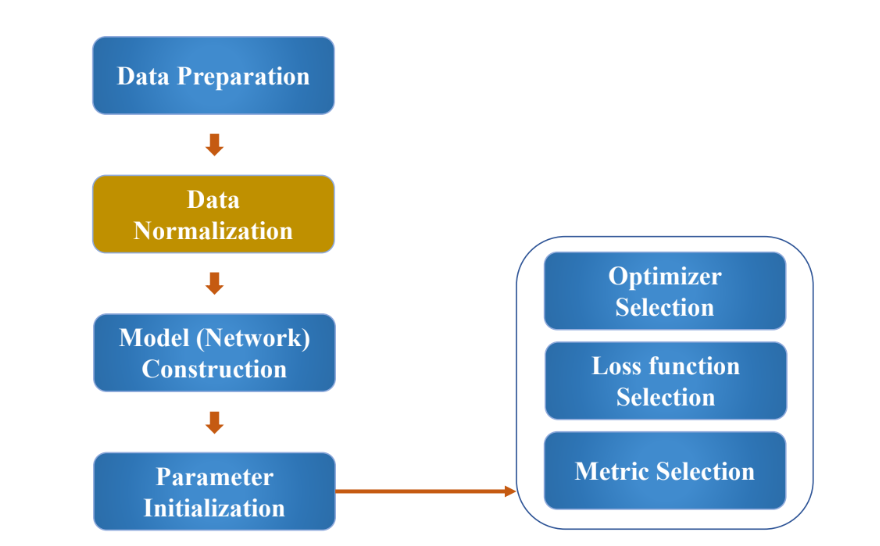 Data Preparation
Data
Normalization
Model (Network)
Construction
Parameter
Initialization
Optimizer
Selection
Loss function
Selection
Metric Selection